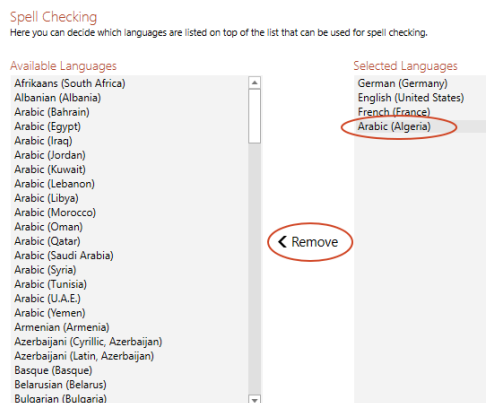 Spell Checking
Here you can decide which languages are listed on top of the list that can be used for spell checking.
Available Languages
Afrikaans (South Africa)
Albanian (Albania)
Arabic (Bahrain)
Arabic (Egypt)
Arabic (Iraq)
Arabic (Jordan)
Arabic (Kuwait)
Arabic (Lebanon)
Arabic (Libya)
Arabic (Morocco)
Arabic (Oman)
Arabic (Qatar)
Arabic (Saudi Arabia)
Arabic (Syria)
Arabic (Tunisia)
Arabic (U.A.E.)
Arabic (Yemen)
Armenian (Armenia)
Azerbaijani (Cyrillic, Azerbaijan)
Azerbaijani (Latin, Azerbaijan)
Basque (Basque)
Belarusian (Belarus)
Bulgarian (Bulgaria)
Remove
Selected Languages
German (Germany)
English (United States)
French (France)
Arabic (Algeria)